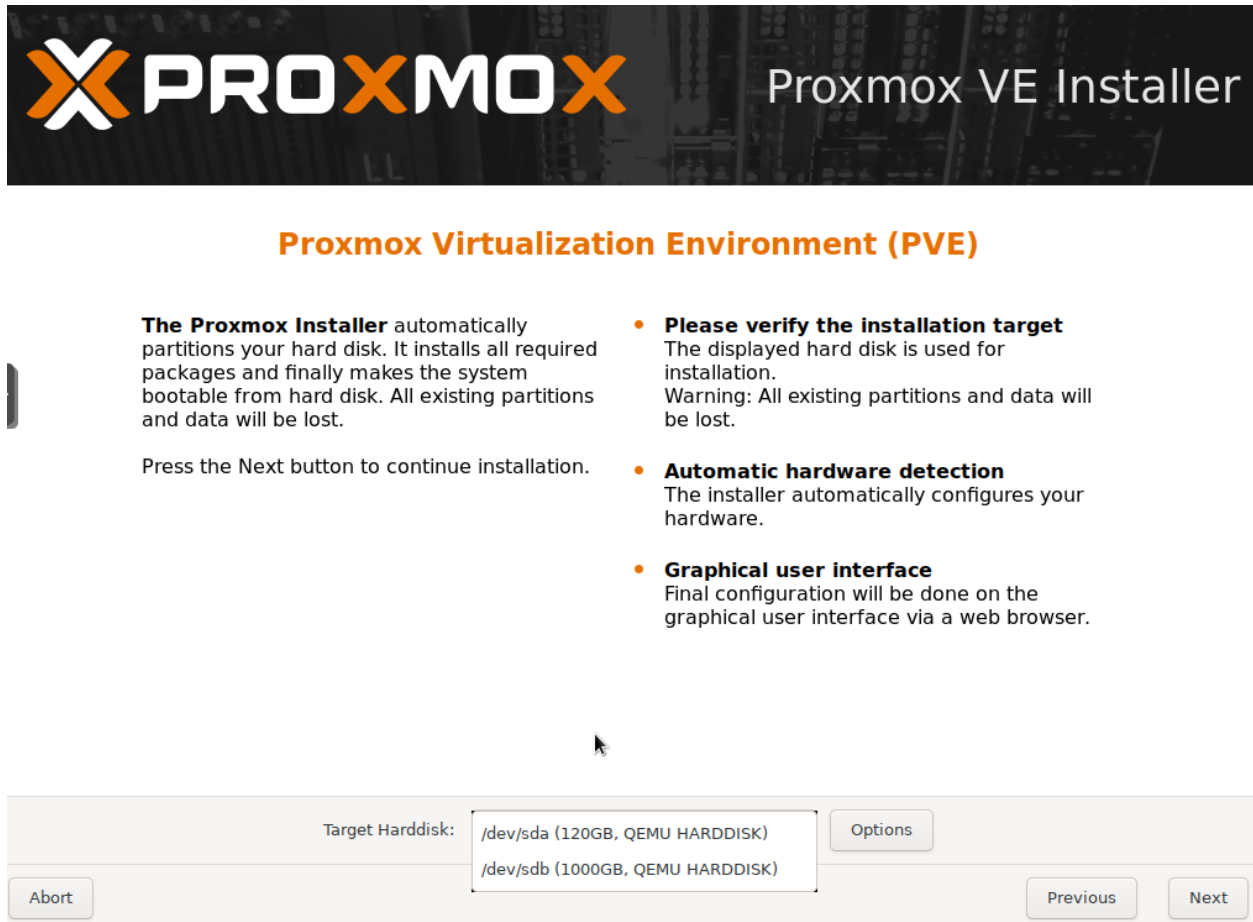 PROXMOX
Proxmox VE Installer
Proxmox Virtualization Environment (PVE)
The Proxmox Installer automatically
partitions your hard disk. It installs all required
packages and finally makes the system
bootable from hard disk. All existing partitions
and data will be lost.
Press the Next button to continue installation.
Please verify the installation target
The displayed hard disk is used for
installation.
Warning: All existing partitions and data will
be lost.
Automatic hardware detection
The installer automatically configures your
hardware.
Graphical user interface
Final configuration will be done on the
graphical user interface via a web browser.
Target Harddisk:
/dev/sda (120GB, QEMU HARDDISK)
/dev/sdb (1000GB, QEMU HARDDISK)
Options
Abort
Previous
Next